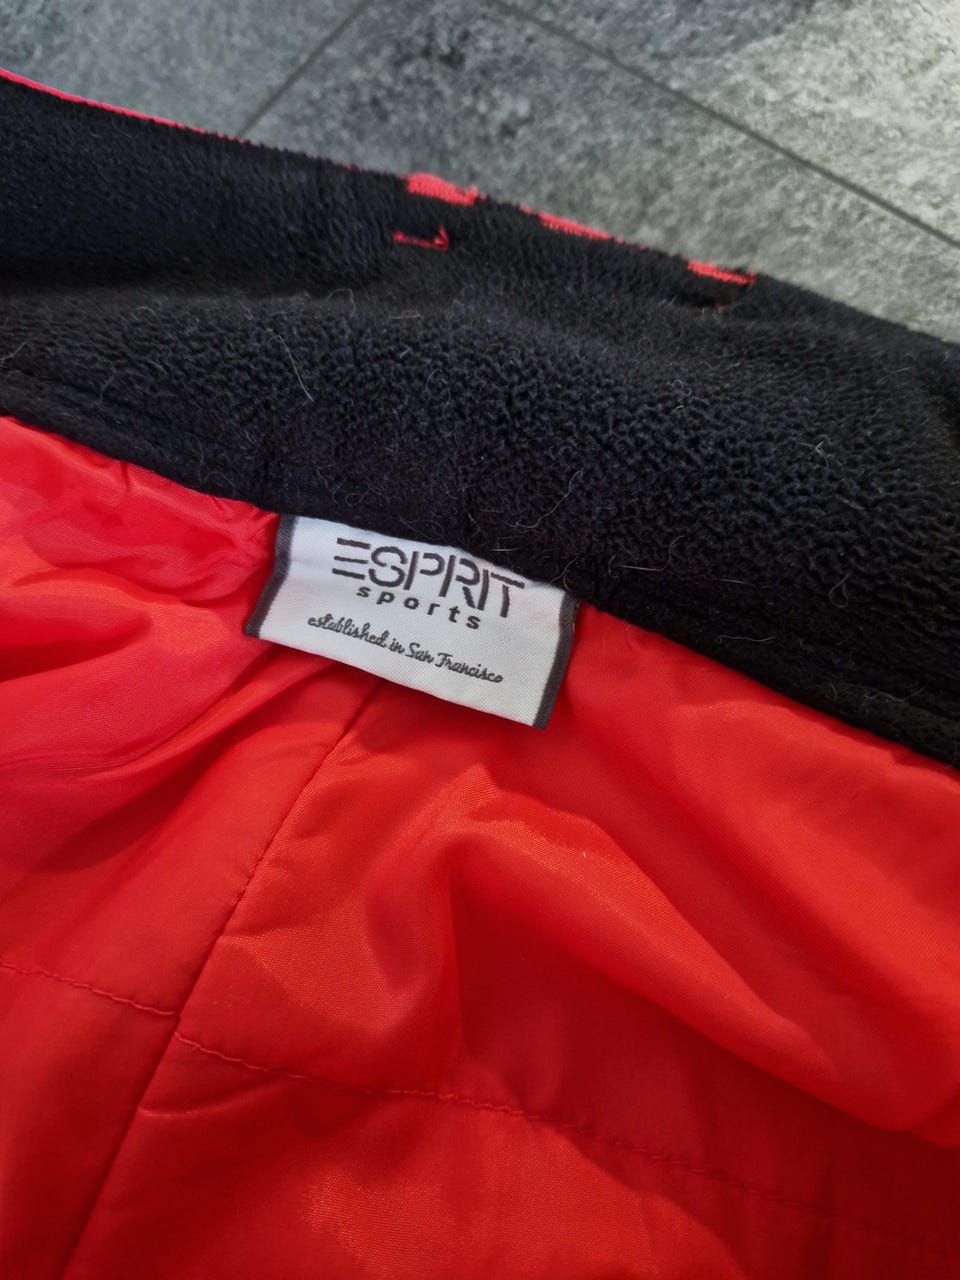 ESPRIT
sports
established in San Francisco